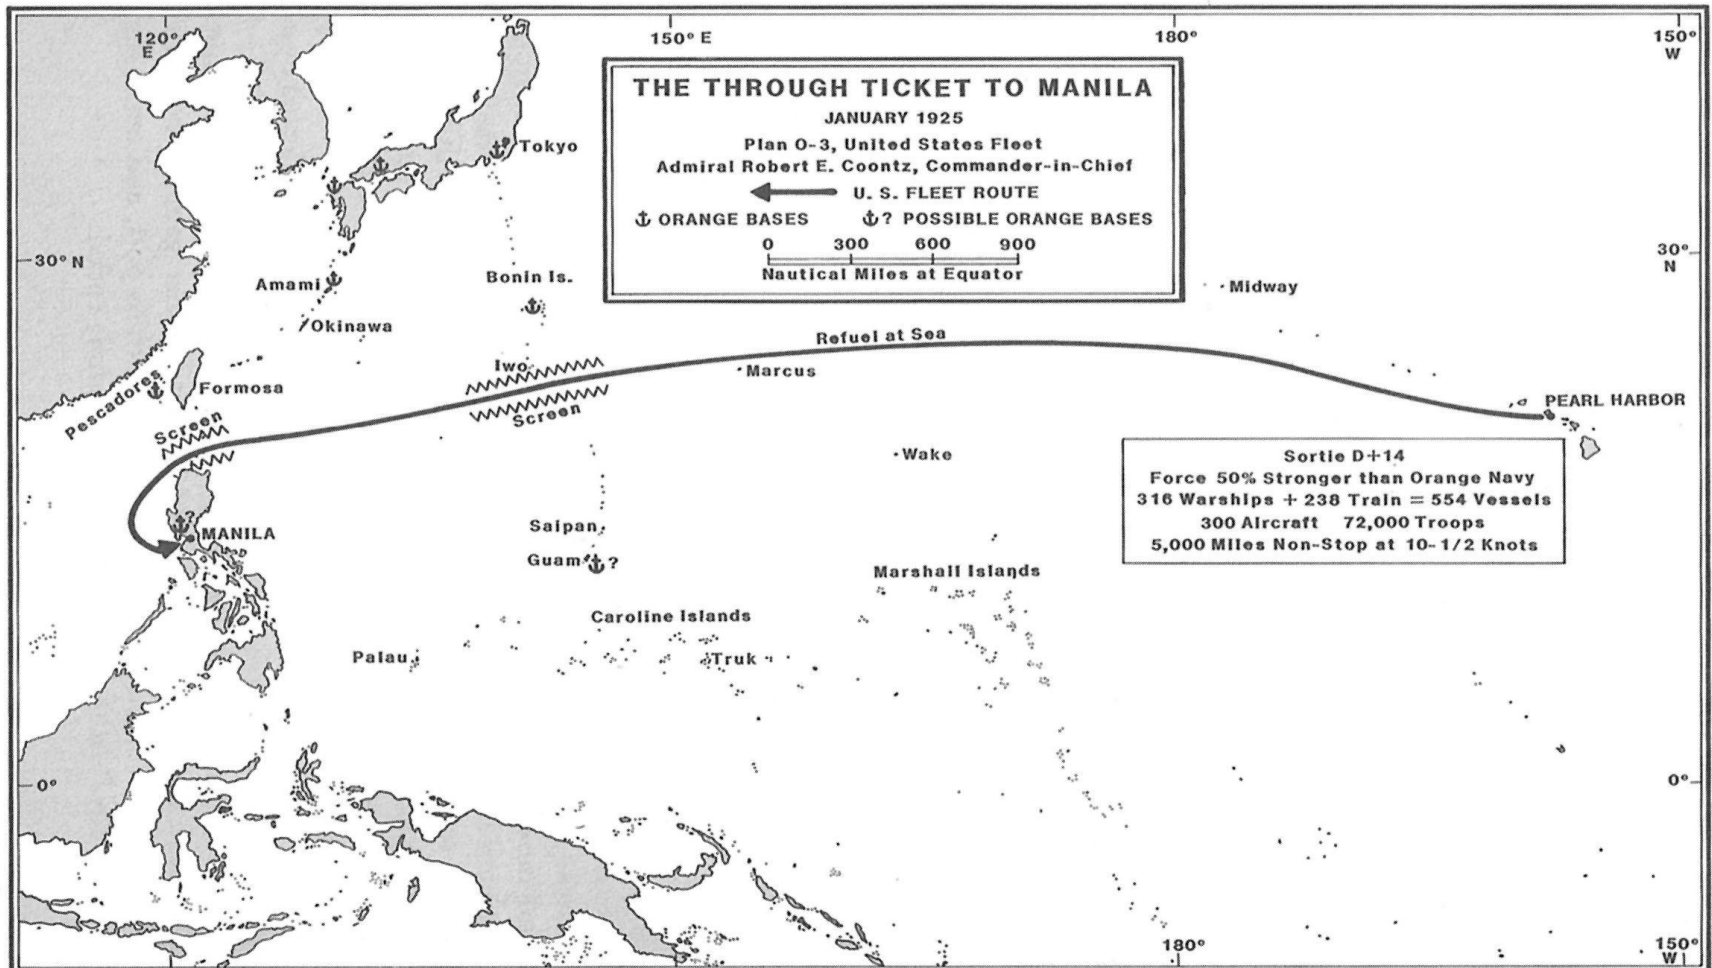 120°
E
150° E
180°
150°
W
THE THROUGH TICKET TO MANILA
JANUARY 1925
Plan O-3, United States Fleet
Admiral Robert E. Coontz, Commander-in-Chief
U. S. FLEET ROUTE
ORANGE BASES
? POSSIBLE ORANGE BASES
0 300 600 900
Nautical Miles at Equator
Tokyo
30° N
30°
N
Amami
Bonin Is.
Midway
Okinawa
Refuel at Sea
Iwo
Marcus
Formosa
Pescadores
PEARL HARBOR
Screen
Screen
Wake
Sortie D+14
Force 50% Stronger than Orange Navy
316 Warships + 238 Train = 554 Vessels
300 Aircraft 72,000 Troops
5,000 Miles Non-Stop at 10-1/2 Knots
?
MANILA
Saipan
Guam
?
Marshall Islands
Caroline Islands
Palau
Truk
0°
0°
180°
150°
W